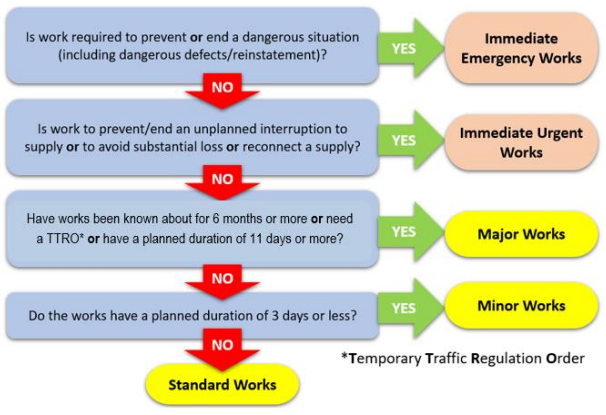 Is work required to prevent or end a dangerous situation
(including dangerous defects/reinstatement)?
YES
Immediate
Emergency Works
NO
Is work to prevent/end an unplanned interruption to
supply or to avoid substantial loss or reconnect a supply?
YES
Immediate Urgent
Works
NO
Have works been known about for 6 months or more or need
a TTRO* or have a planned duration of 11 days or more?
YES
Major Works
NO
Do the works have a planned duration of 3 days or less?
YES
Minor Works
NO
*Temporary Traffic Regulation Order
Standard Works